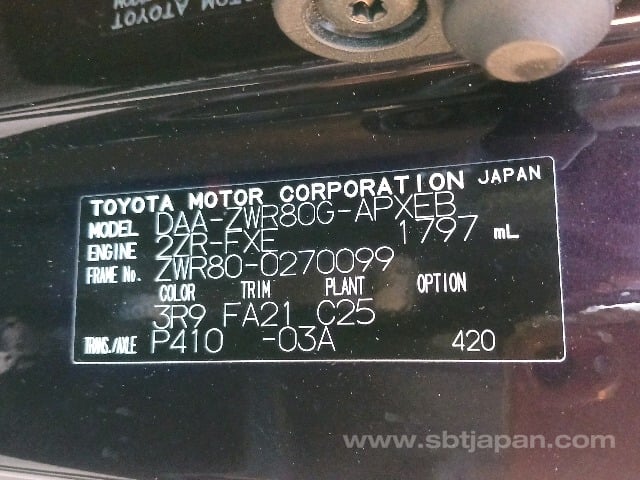 TOYOTA MOTOR CORPORATION JAPAN
MODEL DAA-ZWR80G-APXEB
ENGINE 2ZR-FXE 1797 mL
FRAME No. ZWR80-0270099
COLOR TRIM PLANT OPTION
3R9 FA21 C25
TRANS./AXLE P410 -03A 420
www.sbtjapan.com